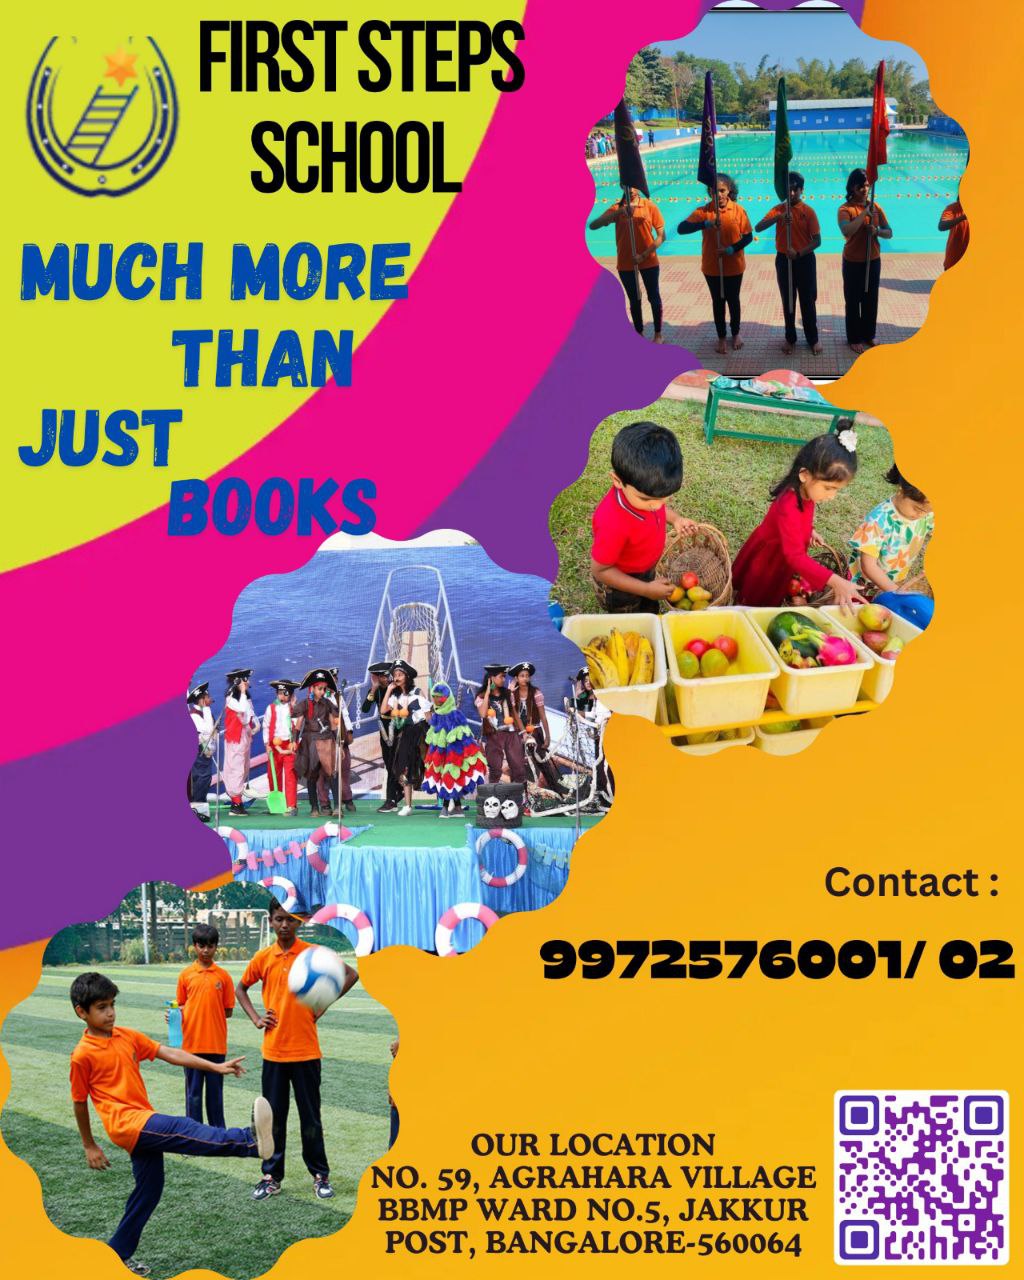 FIRST STEPS
SCHOOL
MUCH MORE
THAN
JUST
BOOKS
Contact :
9972576001/ 02
OUR LOCATION
NO. 59, AGRAHARA VILLAGE
BBMP WARD NO.5, JAKKUR
POST, BANGALORE-560064